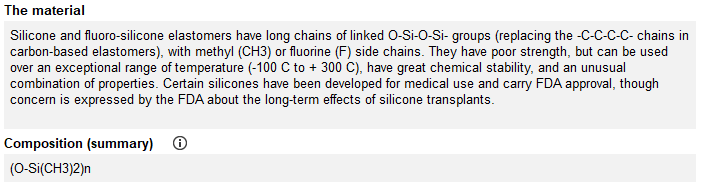 The material
Silicone and fluoro-silicone elastomers have long chains of linked O-Si-O-Si- groups (replacing the -C-C-C-C- chains in
carbon-based elastomers), with methyl (CH3) or fluorine (F) side chains. They have poor strength, but can be used
over an exceptional range of temperature (-100 C to + 300 C), have great chemical stability, and an unusual
combination of properties. Certain silicones have been developed for medical use and carry FDA approval, though
concern is expressed by the FDA about the long-term effects of silicone transplants.
Composition (summary)
(O-Si(CH3)2)n